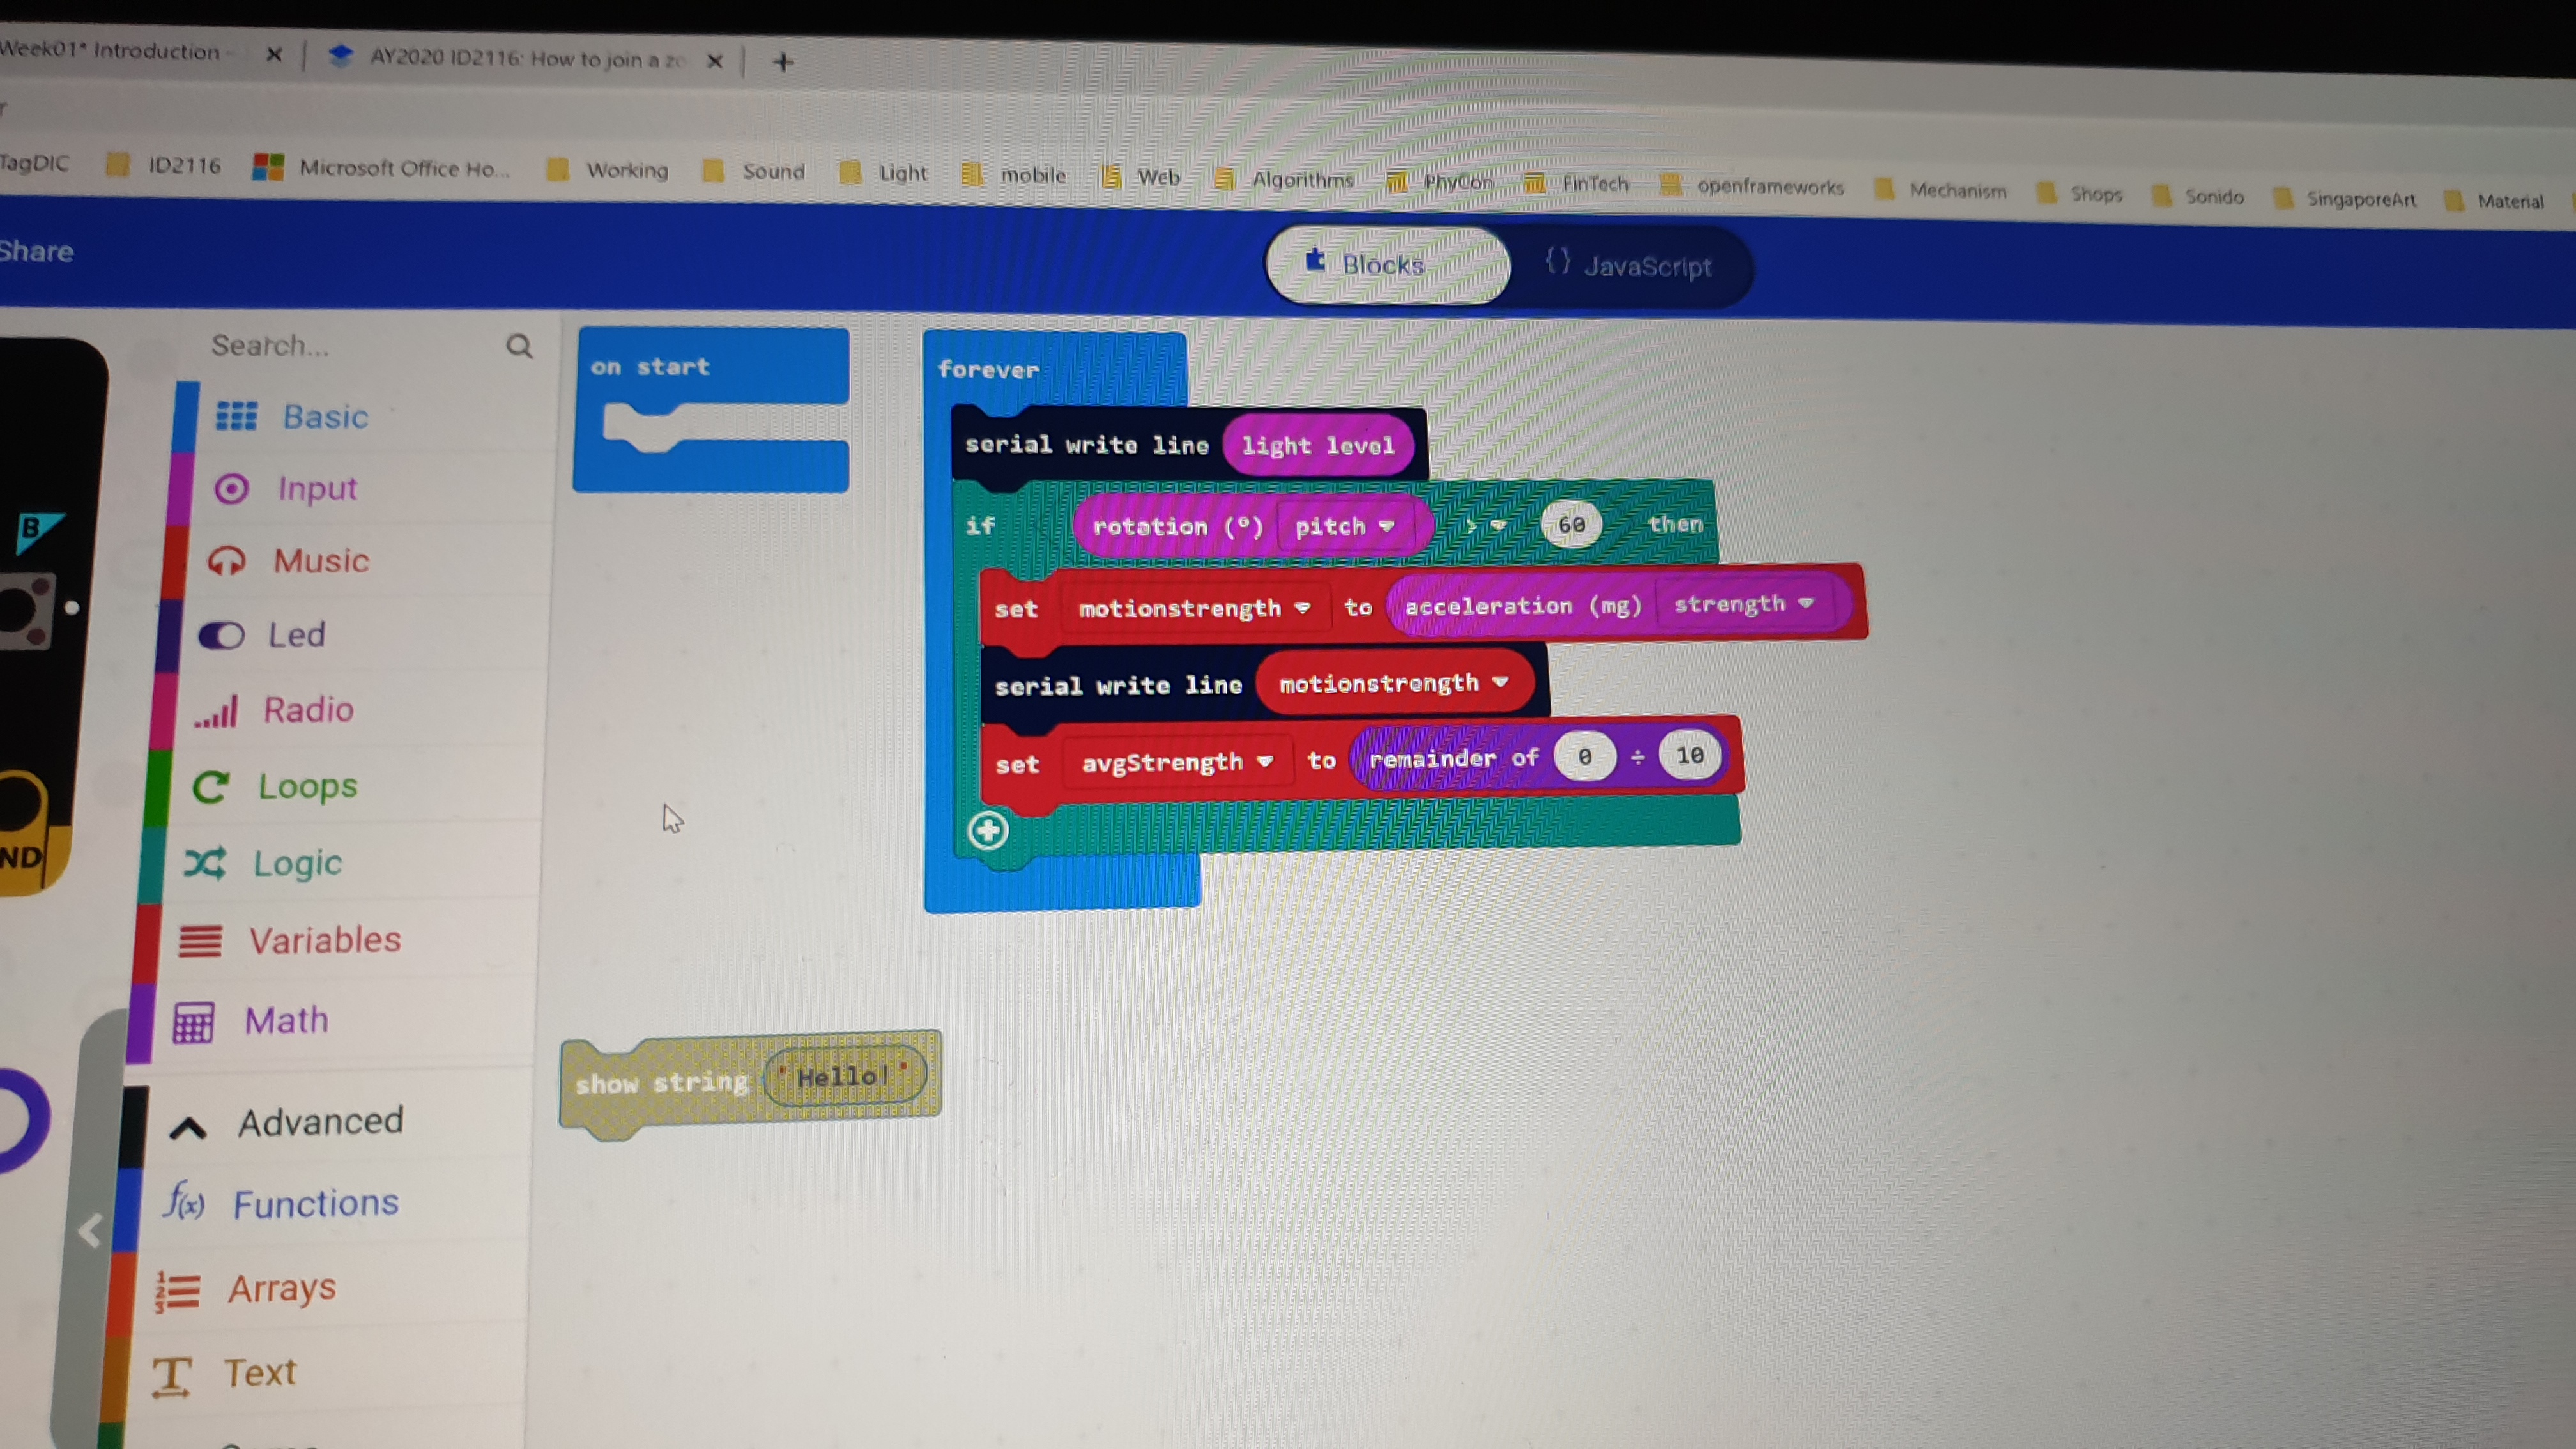 Week01* Introduction
AY2020 ID2116: How to join a zo
TagDIC ID2116 Microsoft Office Ho... Working Sound Light mobile Web Algorithms PhyCon FinTech openframeworks Mechanism Shops Sonido SingaporeArt Material
Share
Blocks
{} JavaScript
Search...
Basic
Input
Music
Led
Radio
Loops
Logic
Variables
Math
Advanced
f(x) Functions
Arrays
T Text
B
ND
on start
forever
serial write line light level
if rotation (°) pitch > 60 then
set motionstrength to acceleration (mg) strength
serial write line motionstrength
set avgStrength to remainder of 0 ÷ 10
show string "Hello!"